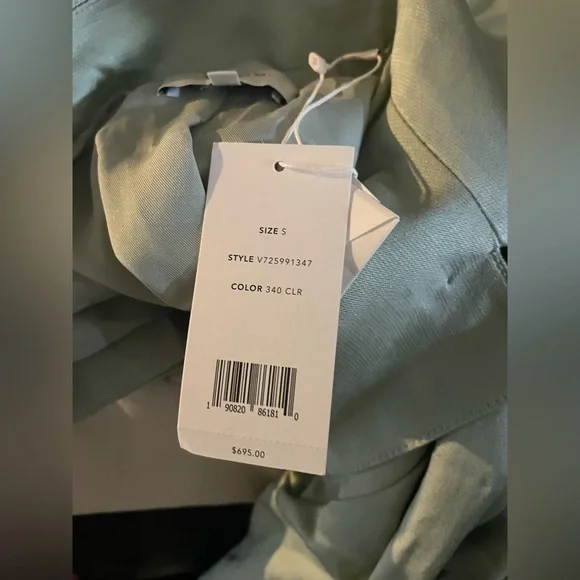 SIZE S
STYLE V725991347
COLOR 340 CLR
1 90820 86181 0
$695.00